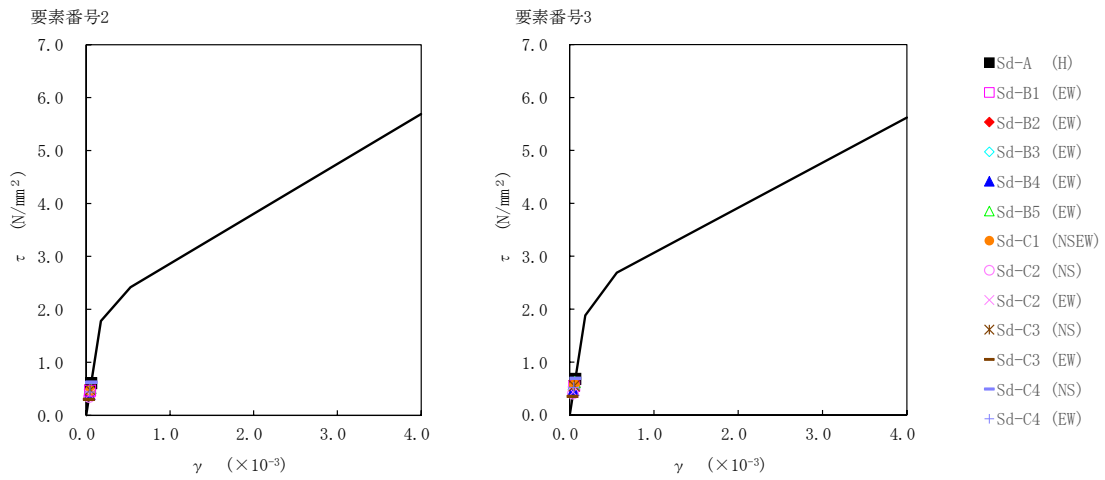 要素番号2
7.0
6.0
5.0
4.0
3.0
2.0
1.0
0.0
τ (N/mm²)
0.0 1.0 2.0 3.0 4.0
γ (×10⁻³)
要素番号3
7.0
6.0
5.0
4.0
3.0
2.0
1.0
0.0
τ (N/mm²)
0.0 1.0 2.0 3.0 4.0
γ (×10⁻³)
Sd-A (H)
Sd-B1 (EW)
Sd-B2 (EW)
Sd-B3 (EW)
Sd-B4 (EW)
Sd-B5 (EW)
Sd-C1 (NSEW)
Sd-C2 (NS)
Sd-C2 (EW)
Sd-C3 (NS)
Sd-C3 (EW)
Sd-C4 (NS)
Sd-C4 (EW)